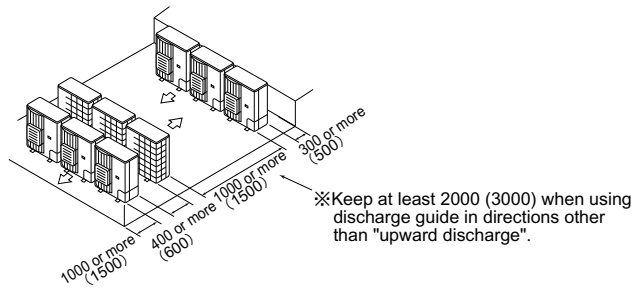 300 or more
(500)
1000 or more
(1500)
400 or more
(600)
1000 or more
(1500)
※Keep at least 2000 (3000) when using
discharge guide in directions other
than "upward discharge".